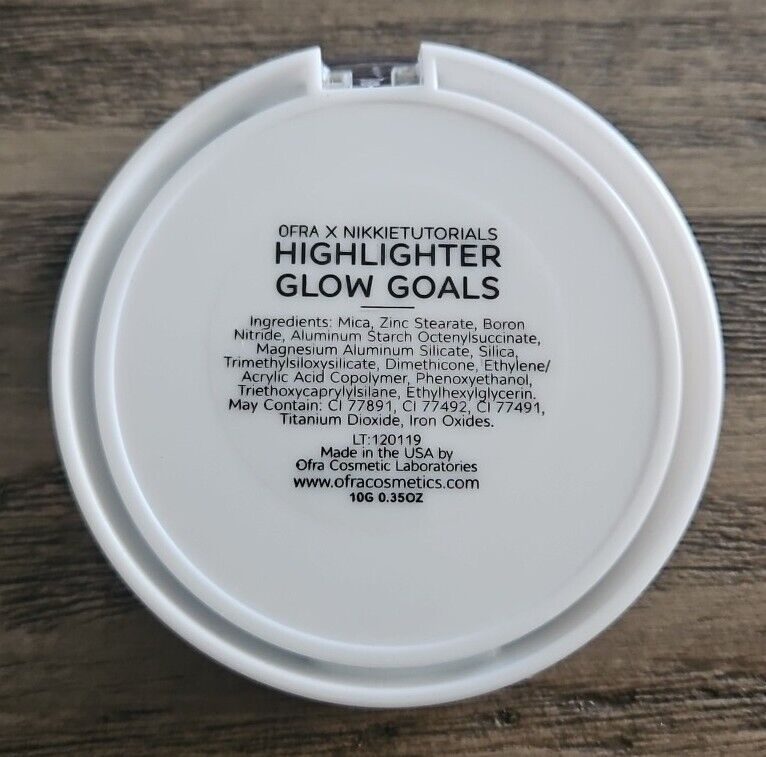 OFRA X NIKKIETUTORIALS
HIGHLIGHTER
GLOW GOALS
Ingredients: Mica, Zinc Stearate, Boron
Nitride, Aluminum Starch Octenylsuccinate,
Magnesium Aluminum Silicate, Silica,
Trimethylsiloxysilicate, Dimethicone, Ethylene/
Acrylic Acid Copolymer, Phenoxyethanol,
Triethoxycaprylylsilane, Ethylhexylglycerin.
May Contain: CI 77891, CI 77492, CI 77491,
Titanium Dioxide, Iron Oxides.
LT:120119
Made in the USA by
Ofra Cosmetic Laboratories
www.ofracosmetics.com
10G 0.35OZ